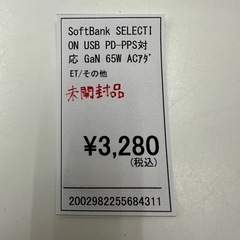 SoftBank SELECTI
ON USB PD-PPS対
応 GaN 65W ACｱﾀﾞ
ET/その他
未開封品
¥3,280
(税込)
2002982255684311